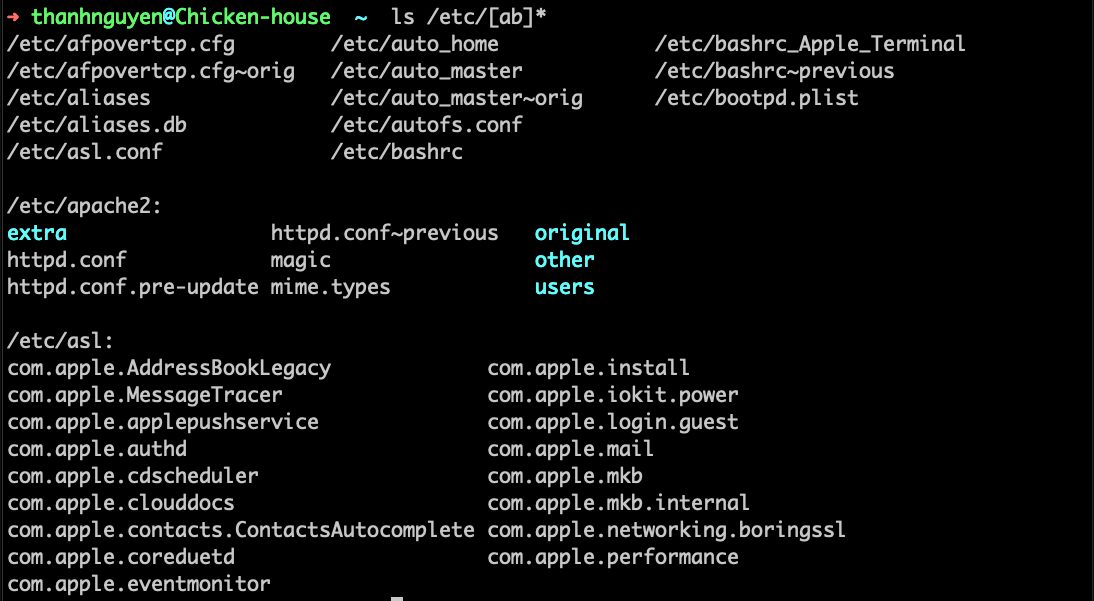 → thanhnguyen@Chicken-house ~ ls /etc/[ab]*
/etc/afpovertcp.cfg /etc/auto_home /etc/bashrc_Apple_Terminal
/etc/afpovertcp.cfg~orig /etc/auto_master /etc/bashrc~previous
/etc/aliases /etc/auto_master~orig /etc/bootpd.plist
/etc/aliases.db /etc/autofs.conf
/etc/asl.conf /etc/bashrc
/etc/apache2:
extra httpd.conf~previous original
httpd.conf magic other
httpd.conf.pre-update mime.types users
/etc/asl:
com.apple.AddressBookLegacy com.apple.install
com.apple.MessageTracer com.apple.iokit.power
com.apple.applepushservice com.apple.login.guest
com.apple.authd com.apple.mail
com.apple.cdscheduler com.apple.mkb
com.apple.clouddocs com.apple.mkb.internal
com.apple.contacts.ContactsAutocomplete com.apple.networking.boringssl
com.apple.coreduetd com.apple.performance
com.apple.eventmonitor